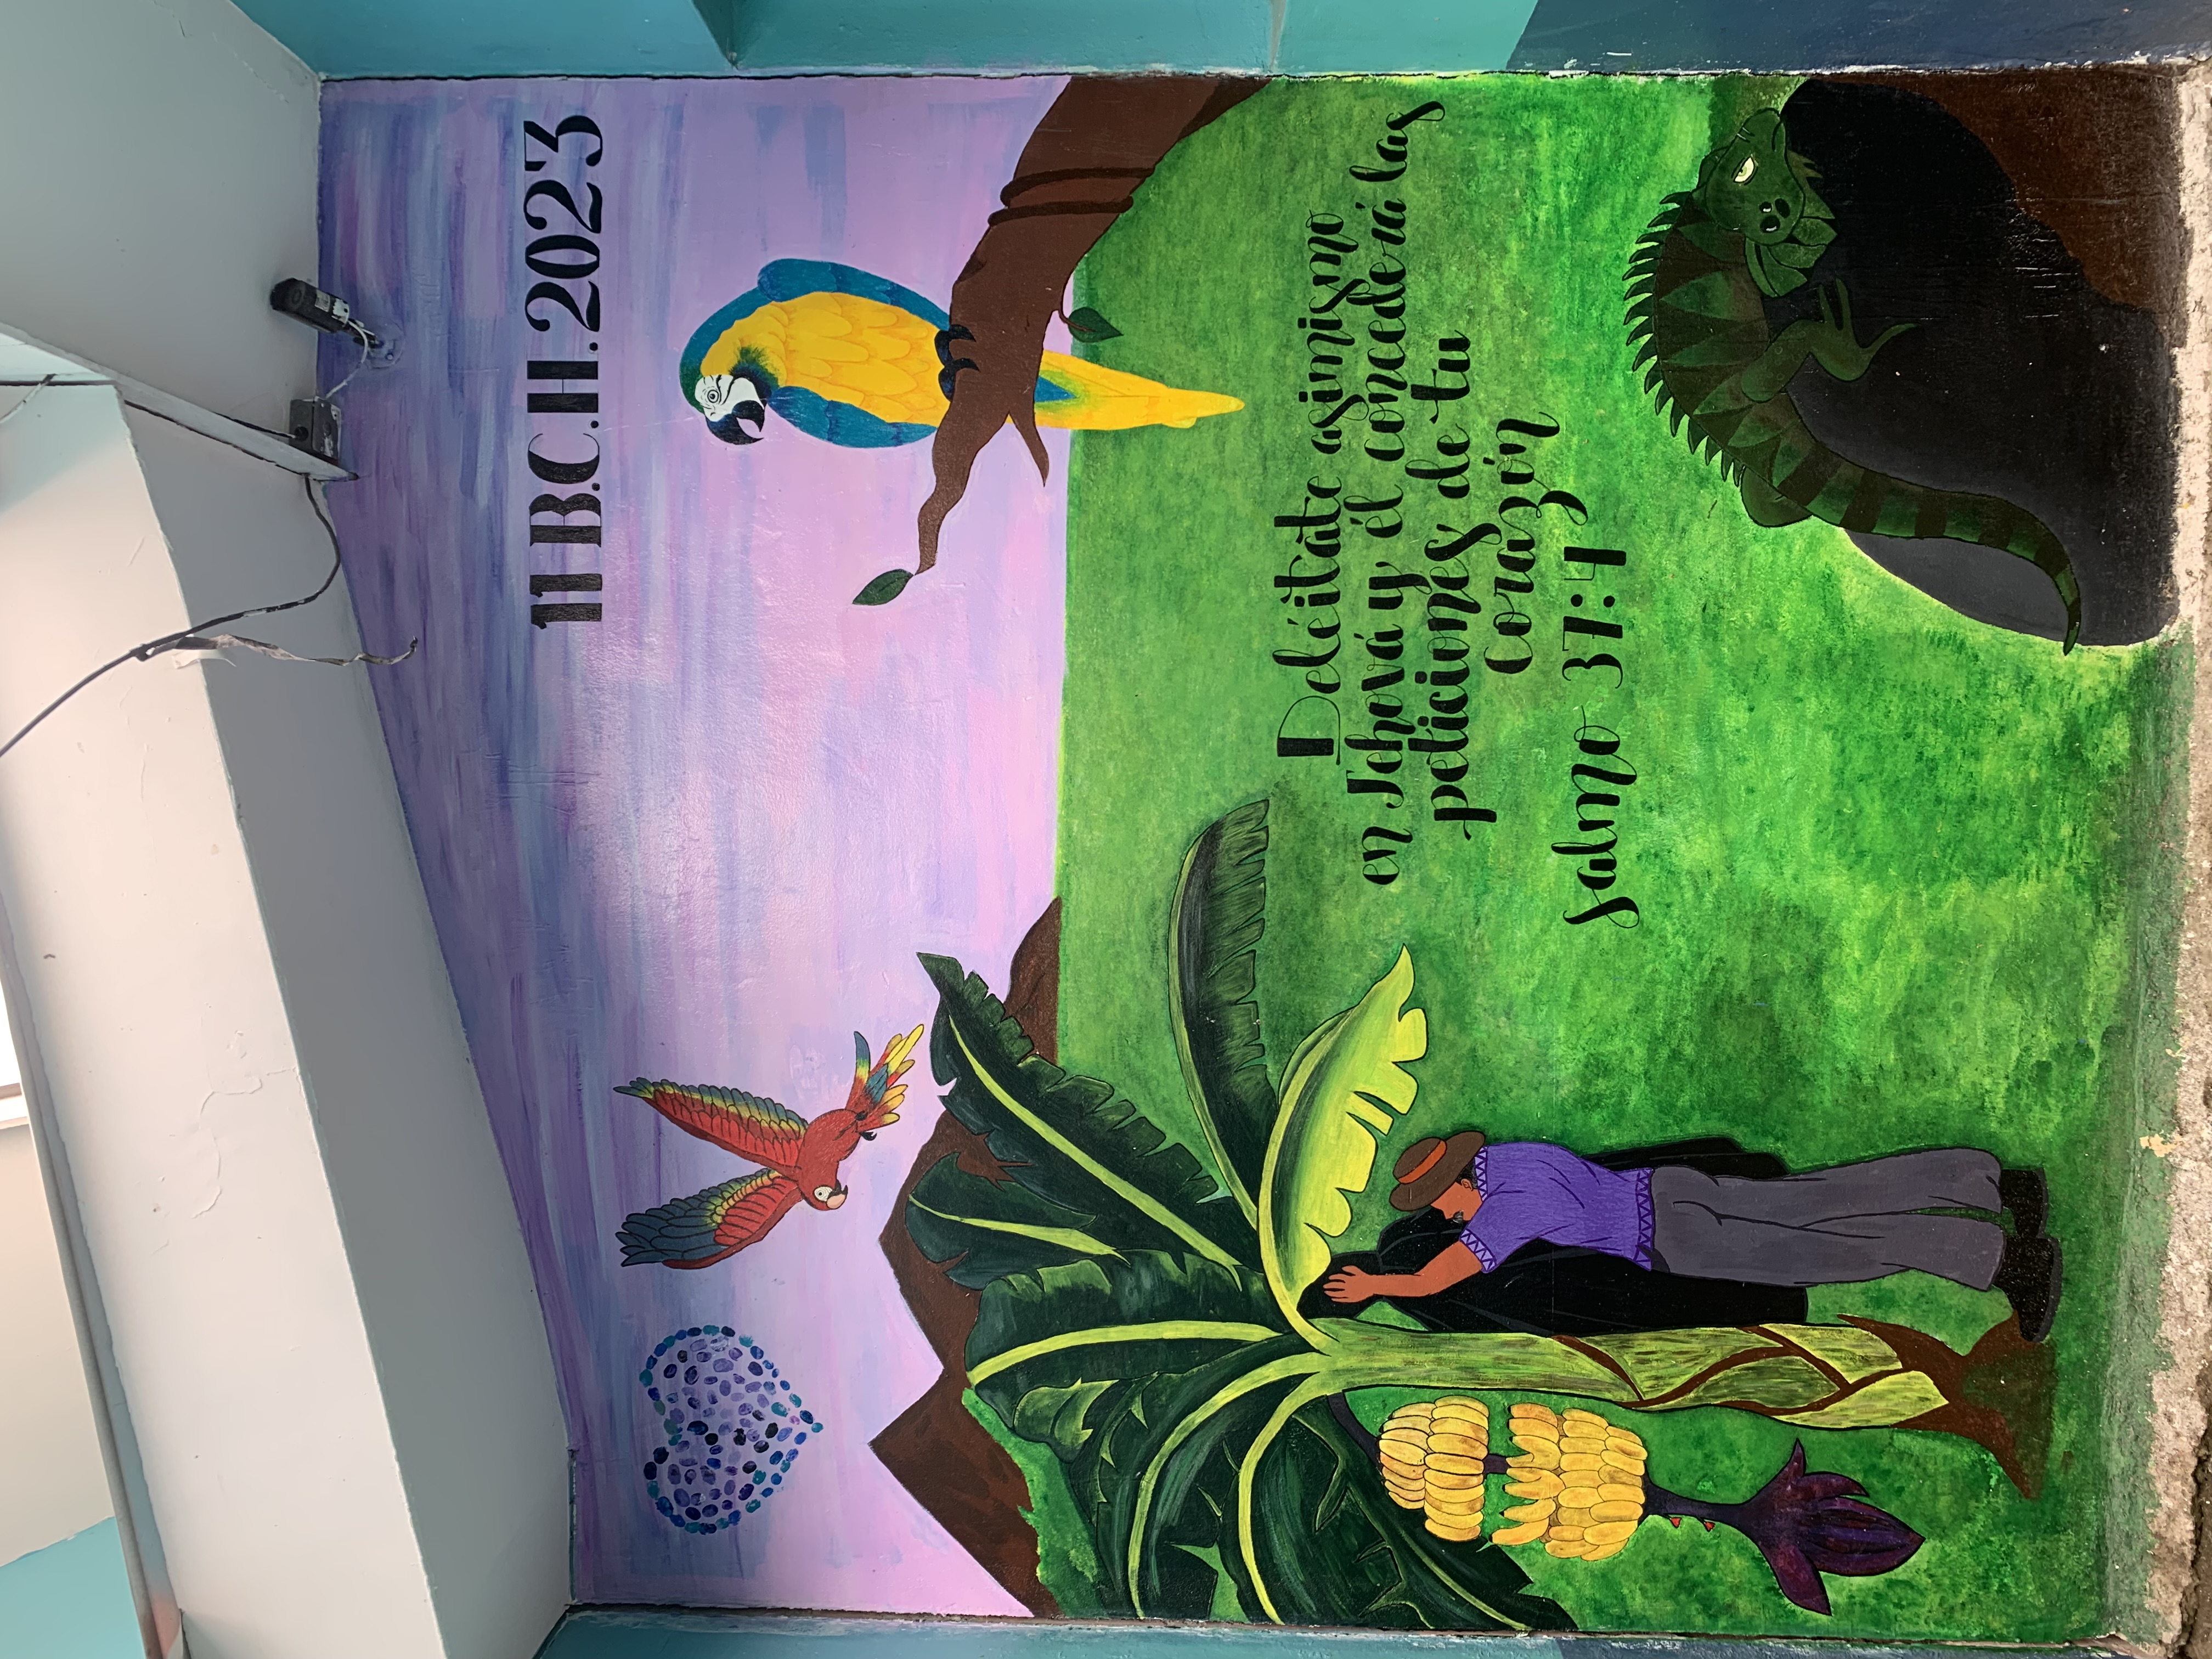 11 B.C.H. 2023
Deléitate asimismo
en Jehová y él concederá las
peticiones de tu
corazón
Salmo 37:4